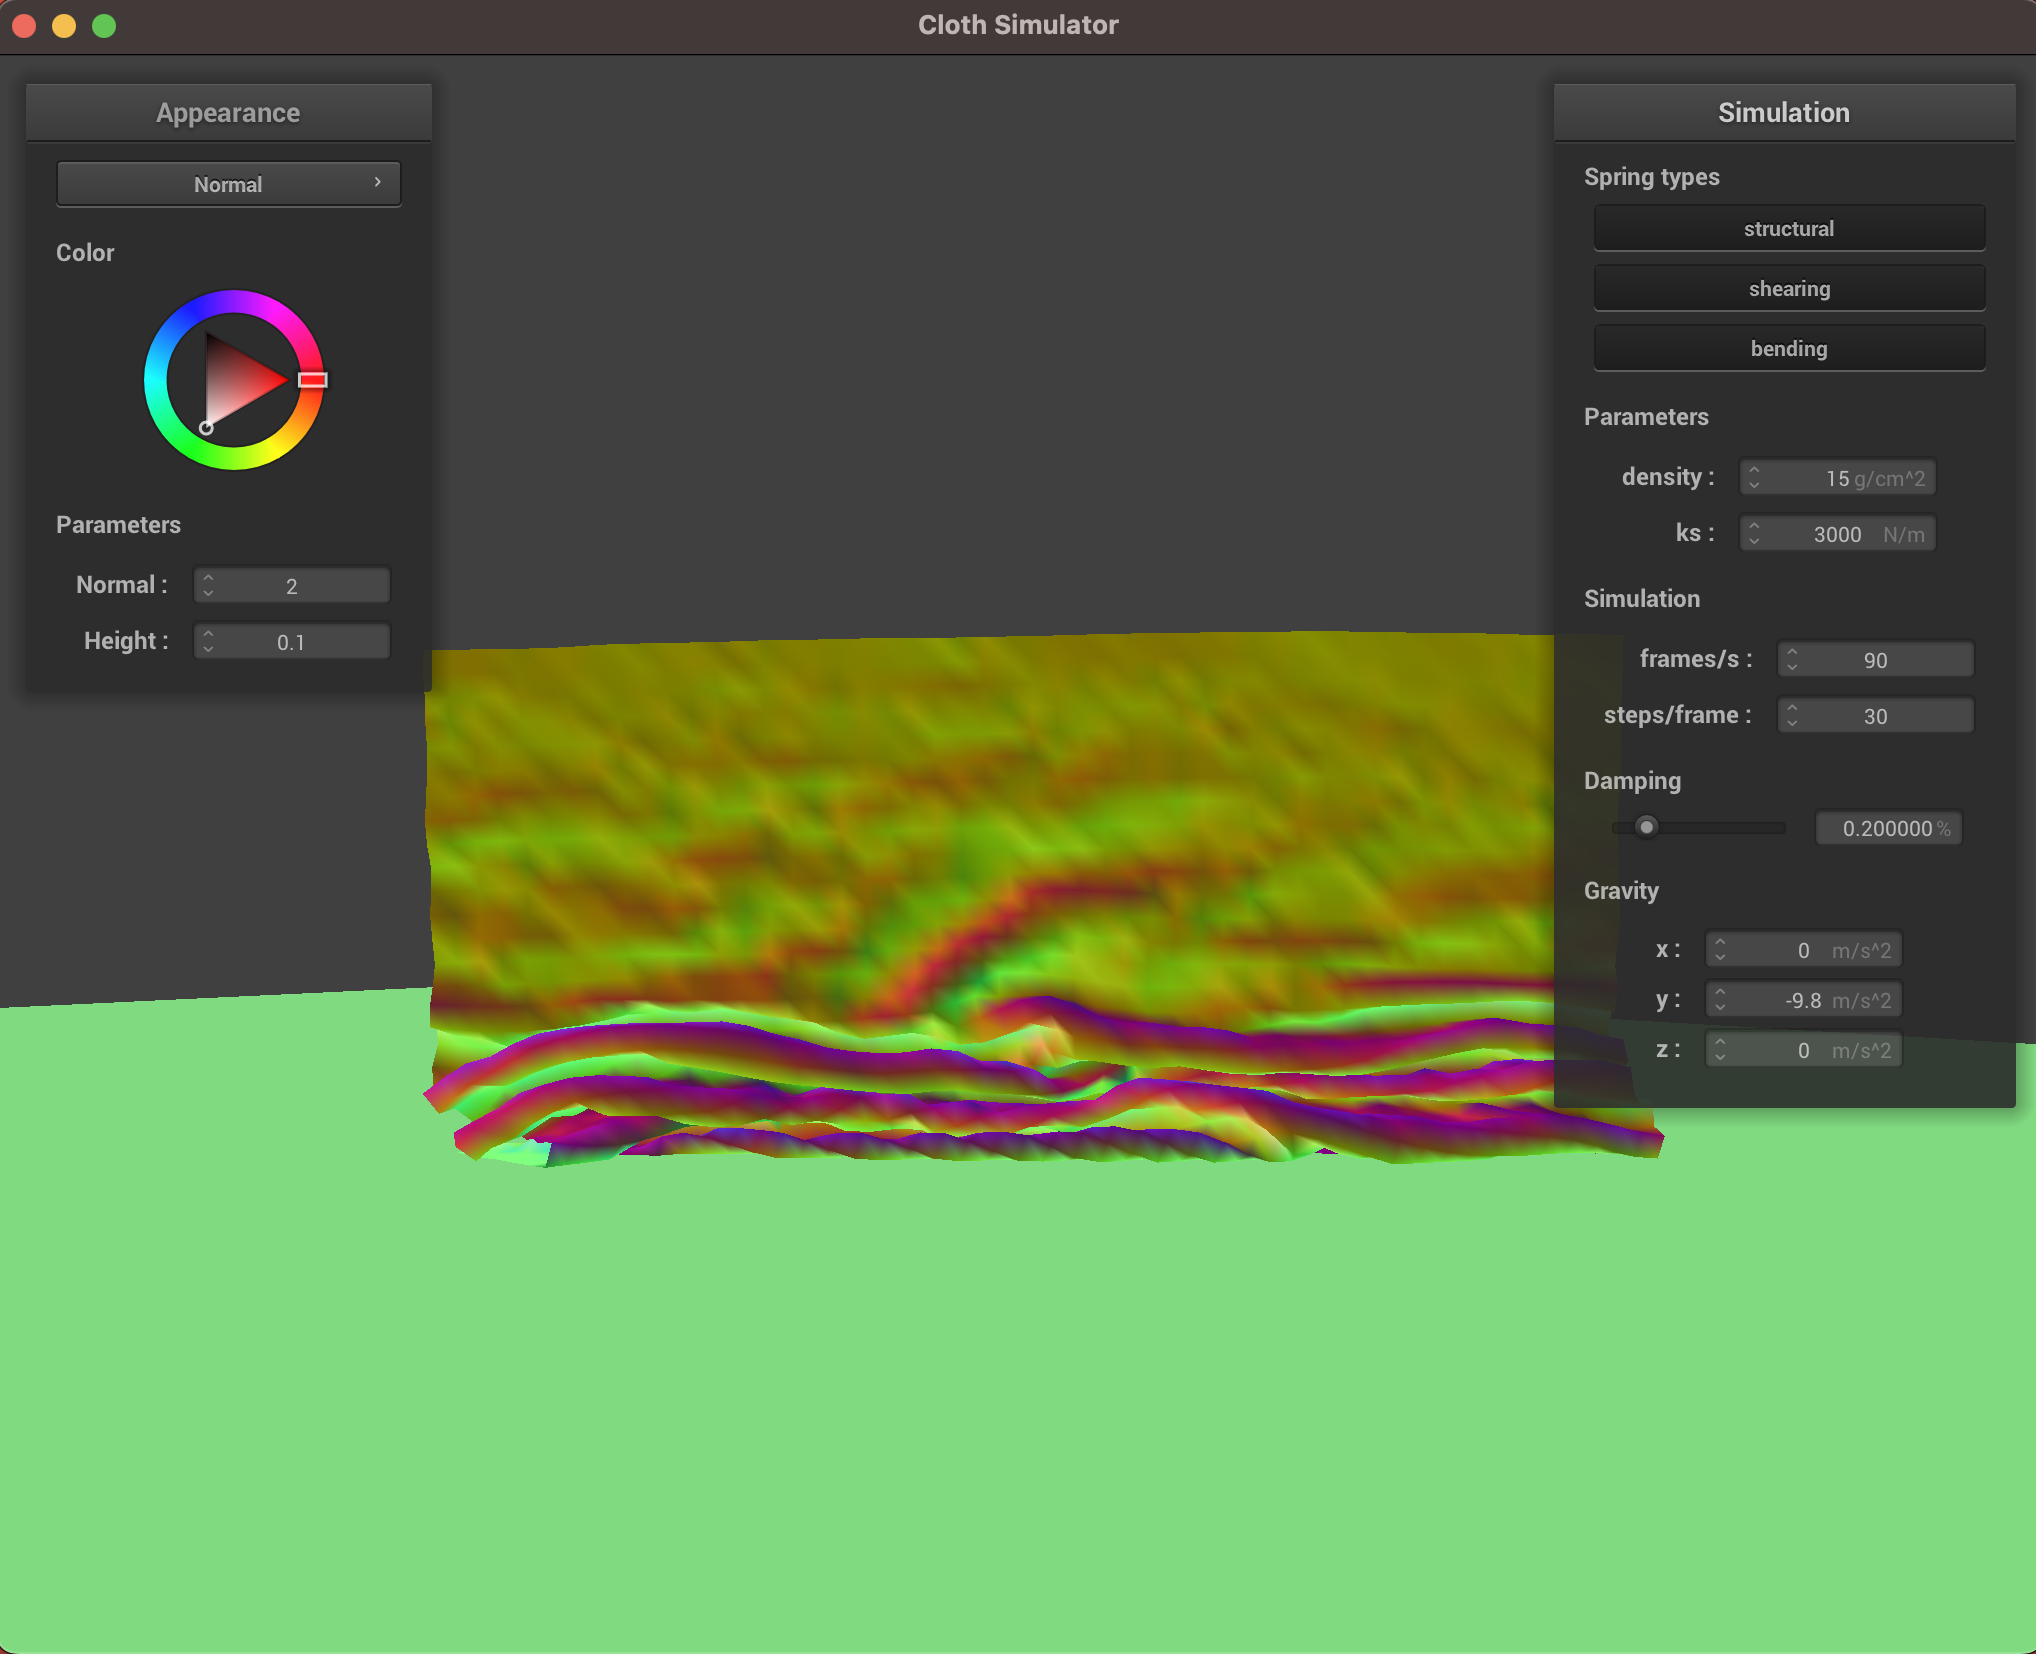 Cloth Simulator
Appearance
Normal
Color
Parameters
Normal : 2
Height : 0.1
Simulation
Spring types
structural
shearing
bending
Parameters
density : 15 g/cm^2
ks : 3000 N/m
Simulation
frames/s : 90
steps/frame : 30
Damping
0.200000 %
Gravity
x : 0 m/s^2
y : -9.8 m/s^2
z : 0 m/s^2